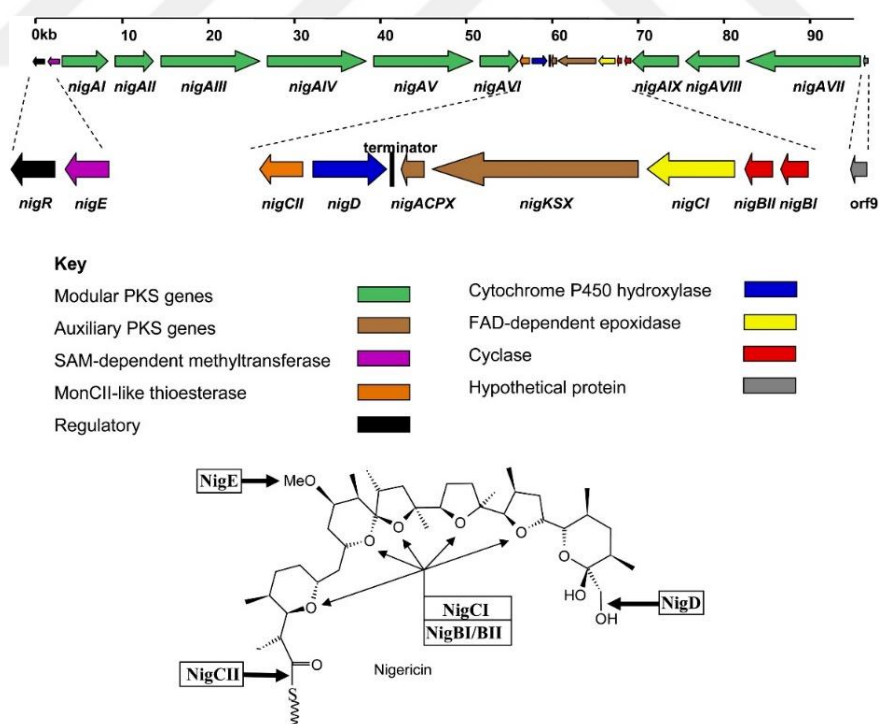 0kb 10 20 30 40 50 60 70 80 90
nigAI nigAII nigAIII nigAIV nigAV nigAVI nigAIX nigAVIII nigAVII
terminator
nigR nigE nigCII nigD nigACPX nigKSX nigCI nigBII nigBI orf9
Key
Modular PKS genes
Auxiliary PKS genes
SAM-dependent methyltransferase
MonCII-like thioesterase
Regulatory
Cytochrome P450 hydroxylase
FAD-dependent epoxidase
Cyclase
Hypothetical protein
NigE MeO
O O O O O O
HO
OH NigD
NigCI
NigBI/BII
NigCII O
S
Nigericin